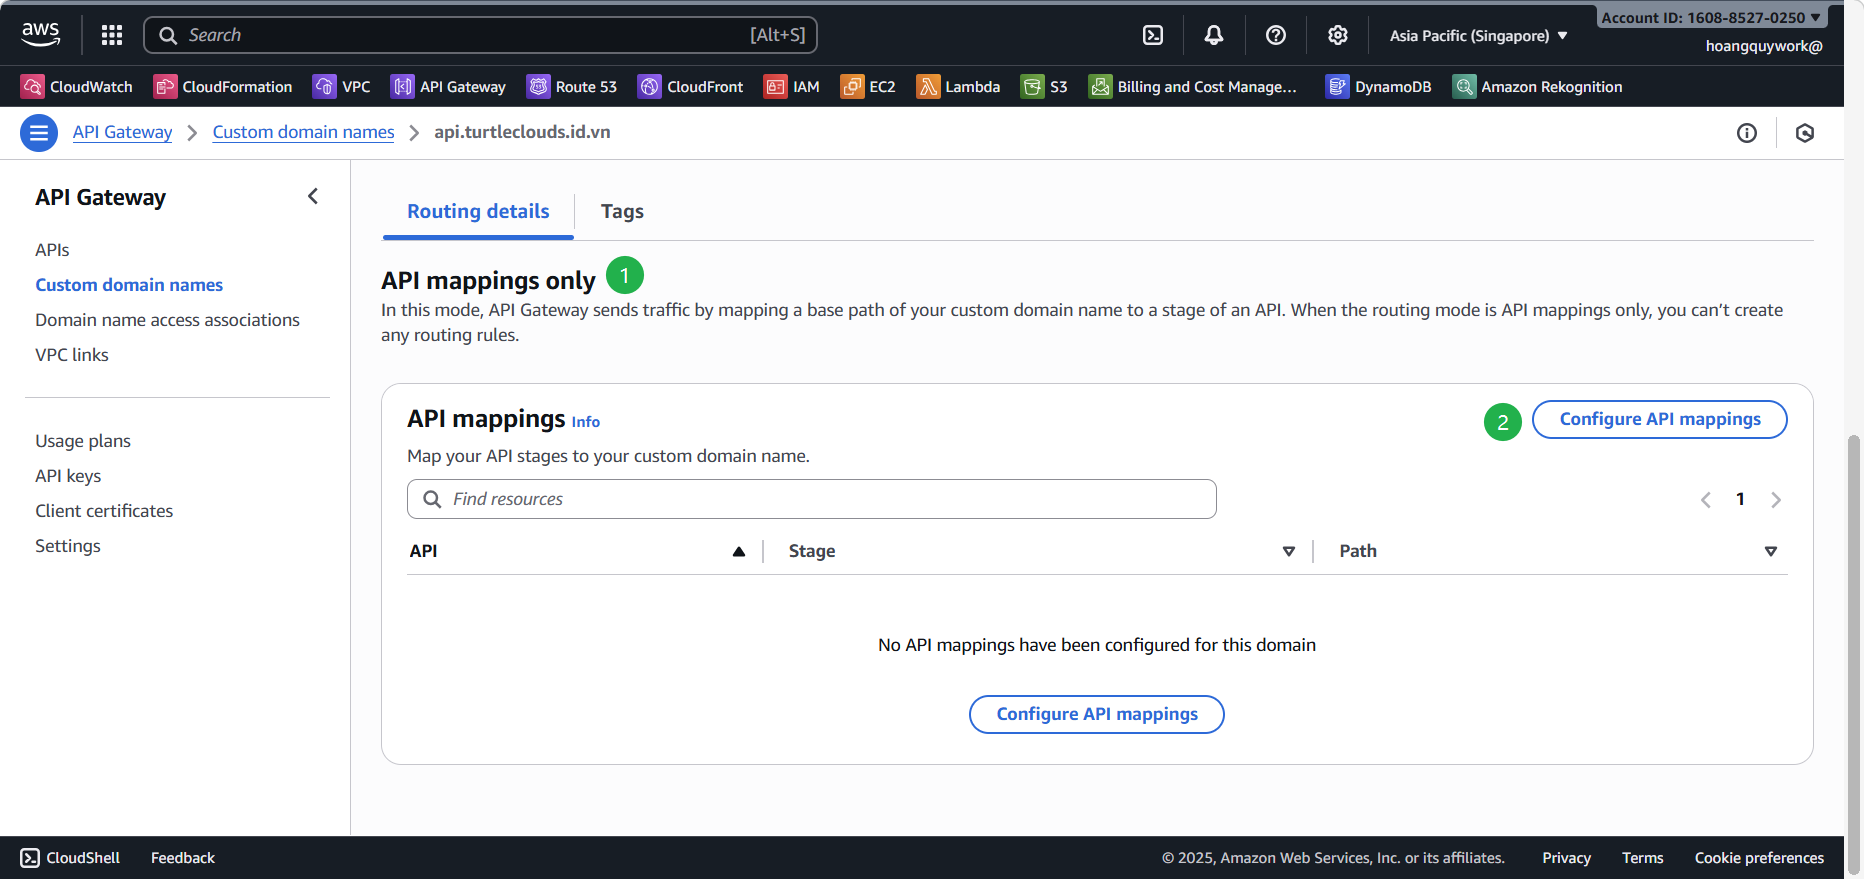 aws
Search [Alt+S]
Asia Pacific (Singapore)
Account ID: 1608-8527-0250
hoangquywork@
CloudWatch CloudFormation VPC API Gateway Route 53 CloudFront IAM EC2 Lambda S3 Billing and Cost Manage... DynamoDB Amazon Rekognition
API Gateway Custom domain names api.turtleclouds.id.vn
API Gateway
APIs
Custom domain names
Domain name access associations
VPC links
Usage plans
API keys
Client certificates
Settings
Routing details Tags
API mappings only 1
In this mode, API Gateway sends traffic by mapping a base path of your custom domain name to a stage of an API. When the routing mode is API mappings only, you can’t create
any routing rules.
API mappings Info
2 Configure API mappings
Map your API stages to your custom domain name.
Find resources
1
API Stage Path
No API mappings have been configured for this domain
Configure API mappings
CloudShell Feedback © 2025, Amazon Web Services, Inc. or its affiliates. Privacy Terms Cookie preferences